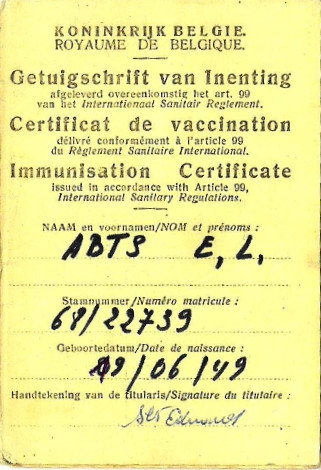 KONINKRIJK BELGIE.
ROYAUME DE BELGIQUE.
Getuigschrift van Inenting
afgeleverd overeenkomstig het art. 99
van het Internationaal Sanitair Reglement.
Certificat de vaccination
délivré conformément à l'article 99
du Règlement Sanitaire International.
Immunisation Certificate
issued in accordance with Article 99,
International Sanitary Regulations.
NAAM en voornamen/NOM et prénoms :
ABTS E, L,
Stamnummer/Numéro matricule :
68/22739
Geboortedatum/Date de naissance :
19/06/49
Handtekening van de titularis/Signature du titulaire :